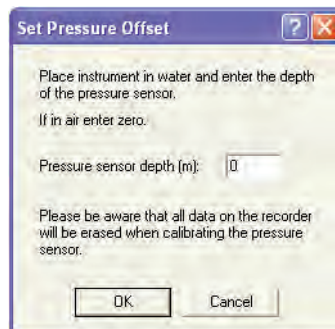 Set Pressure Offset
Place instrument in water and enter the depth
of the pressure sensor.
If in air enter zero.
Pressure sensor depth (m): 0
Please be aware that all data on the recorder
will be erased when calibrating the pressure
sensor.
OK Cancel